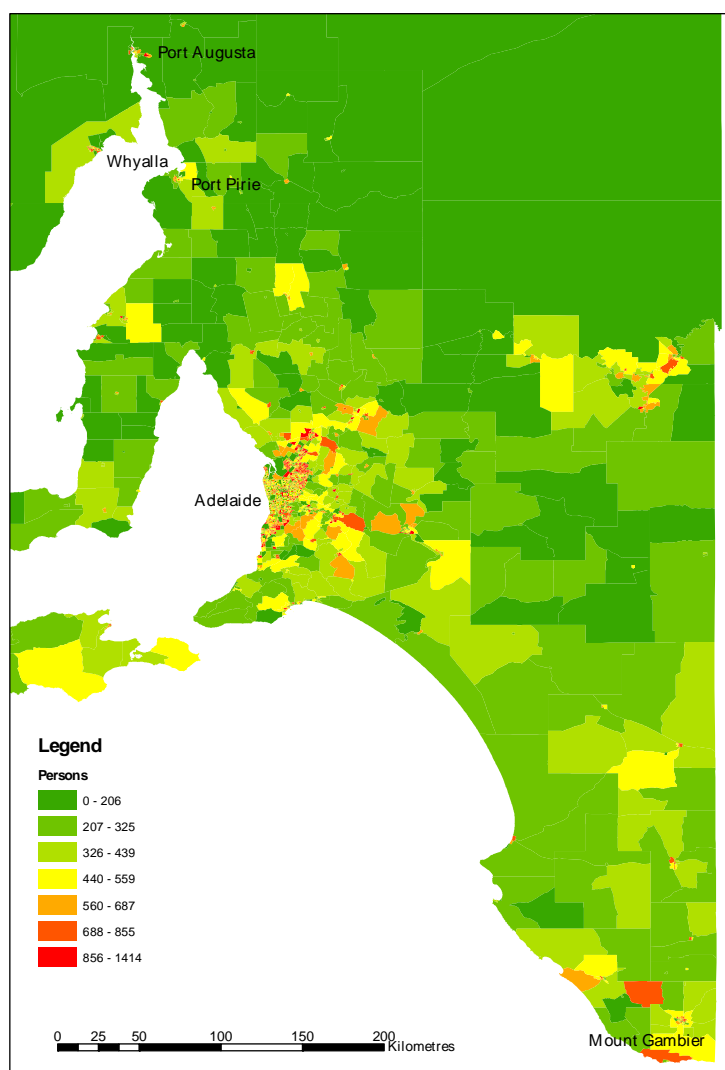 Port Augusta
Whyalla
Port Pirie
Adelaide
Legend
Persons
0 - 206
207 - 325
326 - 439
440 - 559
560 - 687
688 - 855
856 - 1414
Mount Gambier
0 25 50 100 150 200
Kilometres